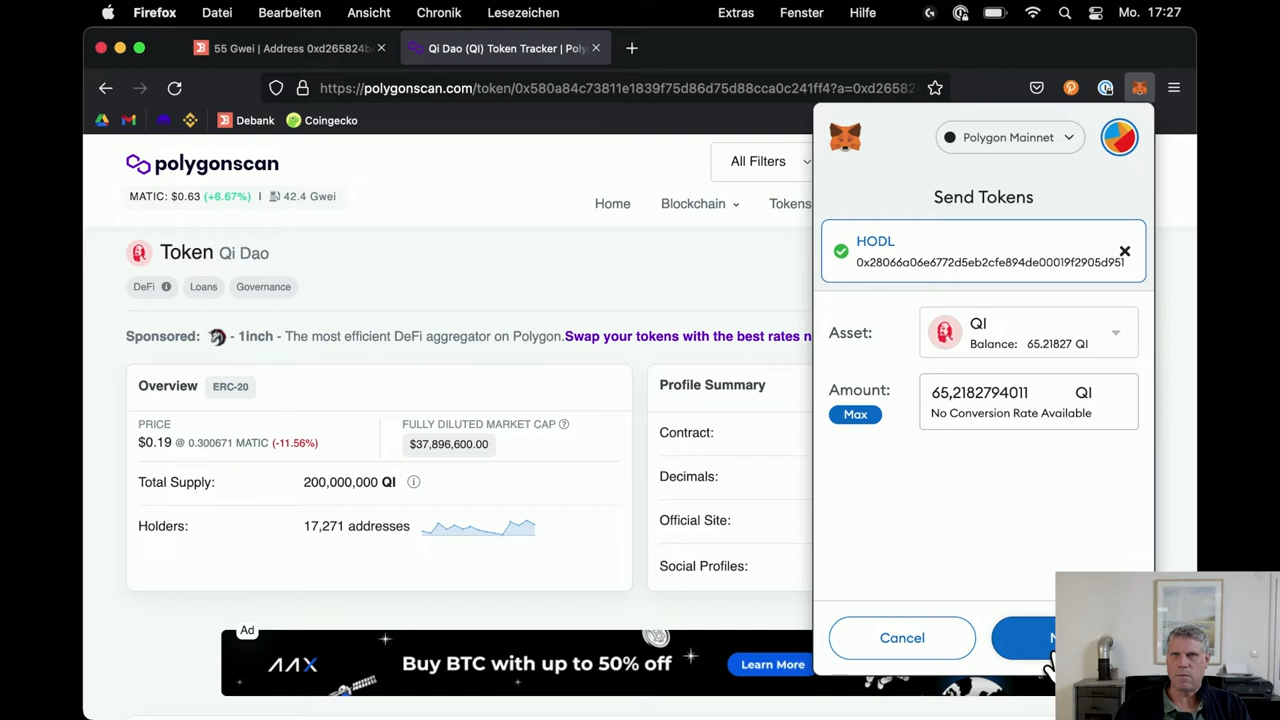 Firefox Datei Bearbeiten Ansicht Chronik Lesezeichen Extras Fenster Hilfe Mo. 17:27
55 Gwei | Address 0xd265824b
Qi Dao (QI) Token Tracker | Poly
https://polygonscan.com/token/0x580a84c73811e1839f75d86d75d88cca0c241ff4?a=0xd26582
Debank Coingecko
polygonscan
All Filters
MATIC: $0.63 (+6.67%) | 42.4 Gwei
Home Blockchain Tokens
Token Qi Dao
DeFi Loans Governance
Sponsored: - 1inch - The most efficient DeFi aggregator on Polygon.Swap your tokens with the best rates n
Overview ERC-20
PRICE
$0.19 @ 0.300671 MATIC (-11.56%)
FULLY DILUTED MARKET CAP
$37,896,600.00
Total Supply: 200,000,000 QI
Holders: 17,271 addresses
Profile Summary
Contract:
Decimals:
Official Site:
Social Profiles:
Ad
AAX Buy BTC with up to 50% off Learn More
Polygon Mainnet
Send Tokens
HODL
0x28066a06e6772d5eb2cfe894de00019f2905d951
Asset: QI
Balance: 65.21827 QI
Amount: 65,2182794011 QI
Max No Conversion Rate Available
Cancel